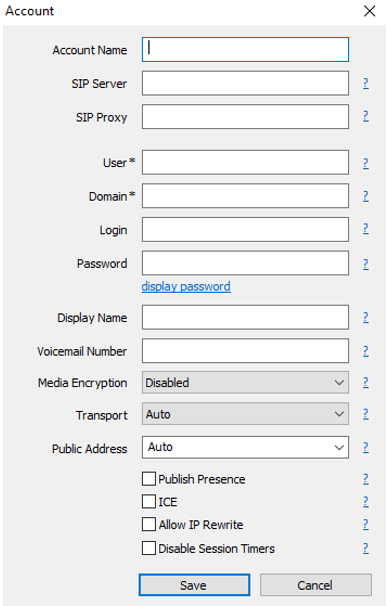 Account
Account Name
SIP Server ?
SIP Proxy ?
User * ?
Domain * ?
Login ?
Password ?
display password
Display Name ?
Voicemail Number ?
Media Encryption Disabled ?
Transport Auto ?
Public Address Auto ?
Publish Presence ?
ICE ?
Allow IP Rewrite ?
Disable Session Timers ?
Save Cancel